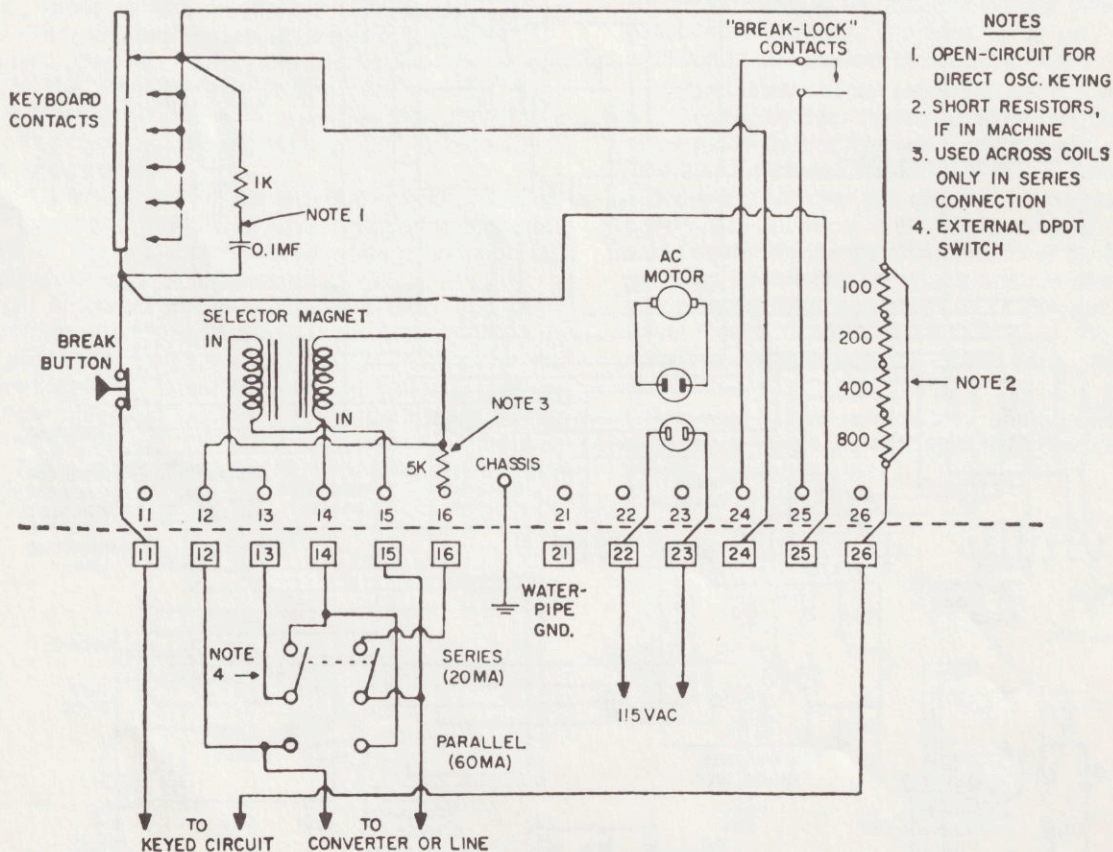 "BREAK-LOCK"
CONTACTS
NOTES
1. OPEN-CIRCUIT FOR
DIRECT OSC. KEYING
2. SHORT RESISTORS,
IF IN MACHINE
3. USED ACROSS COILS
ONLY IN SERIES
CONNECTION
4. EXTERNAL DPDT
SWITCH
KEYBOARD
CONTACTS
1K
NOTE 1
0.1MF
AC
MOTOR
SELECTOR MAGNET
IN
IN
BREAK
BUTTON
NOTE 3
5K
CHASSIS
100
200
400
800
NOTE 2
11 12 13 14 15 16 21 22 23 24 25 26
11 12 13 14 15 16 21 22 23 24 25 26
WATER-
PIPE
GND.
NOTE
4
SERIES
(20MA)
PARALLEL
(60MA)
115VAC
TO
KEYED CIRCUIT
TO
CONVERTER OR LINE